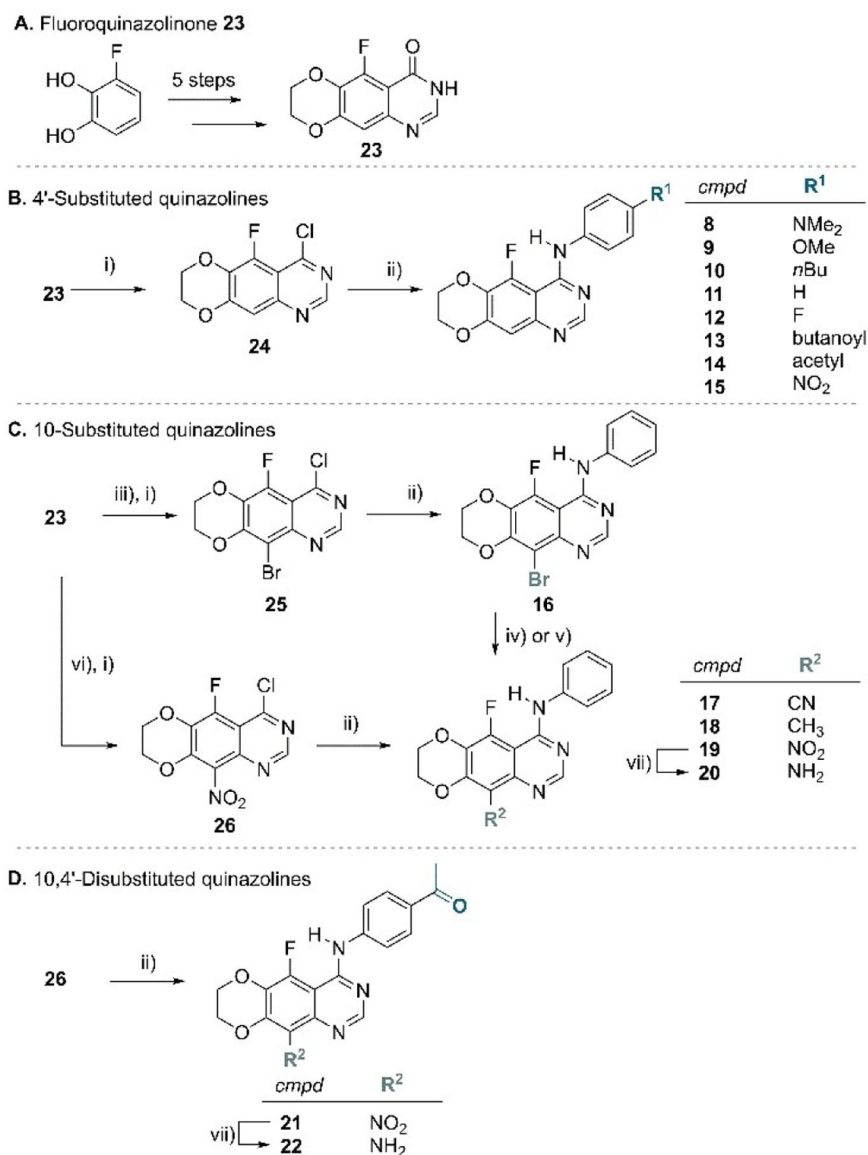 A. Fluoroquinazolinone 23
F
HO
HO
5 steps
F
O
O
NH
O
N
23
B. 4'-Substituted quinazolines
cmpd R¹
8 NMe₂
9 OMe
10 nBu
11 H
12 F
13 butanoyl
14 acetyl
15 NO₂
23
i)
F
Cl
O
N
O
N
24
ii)
R¹
H
N
F
O
N
O
N
C. 10-Substituted quinazolines
23
iii), i)
F
Cl
O
N
O
N
Br
25
ii)
H
N
F
O
N
O
N
Br
16
iv) or v)
vi), i)
F
Cl
O
N
O
N
NO₂
26
ii)
H
N
F
O
N
O
N
R²
cmpd R²
17 CN
18 CH₃
19 NO₂
vii)
20 NH₂
D. 10,4'-Disubstituted quinazolines
26
ii)
O
H
N
F
O
N
O
N
R²
cmpd R²
21 NO₂
vii)
22 NH₂